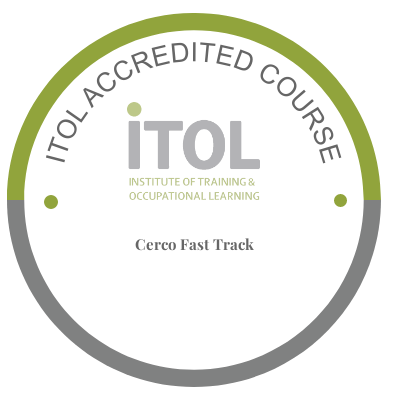 ITOL ACCREDITED COURSE
iTOL
INSTITUTE OF TRAINING &
OCCUPATIONAL LEARNING
Cerco Fast Track